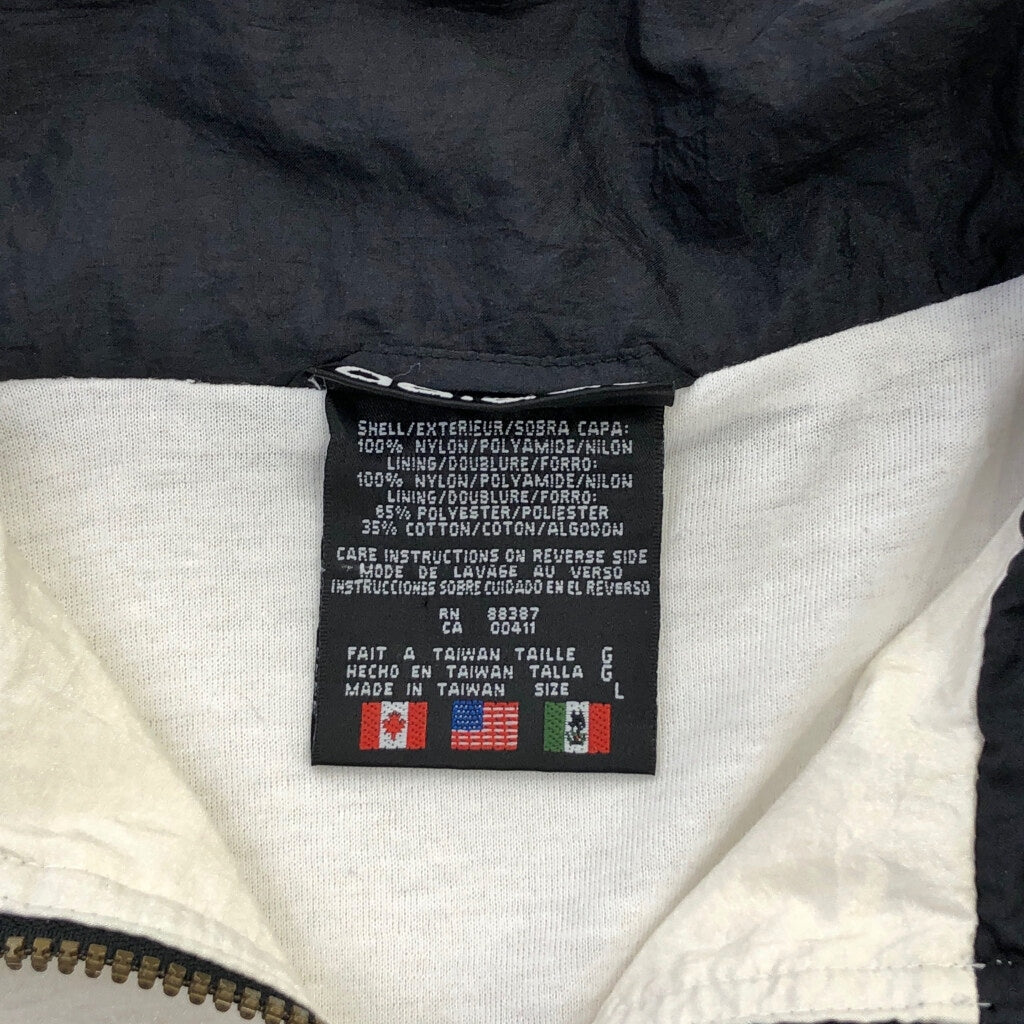 SHELL/EXTERIEUR/SOBRA CAPA:
100% NYLON/POLYAMIDE/NILON
LINING/DOUBLURE/FORRO:
100% NYLON/POLYAMIDE/NILON
LINING/DOUBLURE/FORRO:
65% POLYESTER/POLIESTER
35% COTTON/COTON/ALGODON
CARE INSTRUCTIONS ON REVERSE SIDE
MODE DE LAVAGE AU VERSO
INSTRUCCIONES SOBRE CUIDADO EN EL REVERSO
RN 88387
CA 00411
FAIT A TAIWAN TAILLE G
HECHO EN TAIWAN TALLA G
MADE IN TAIWAN SIZE L